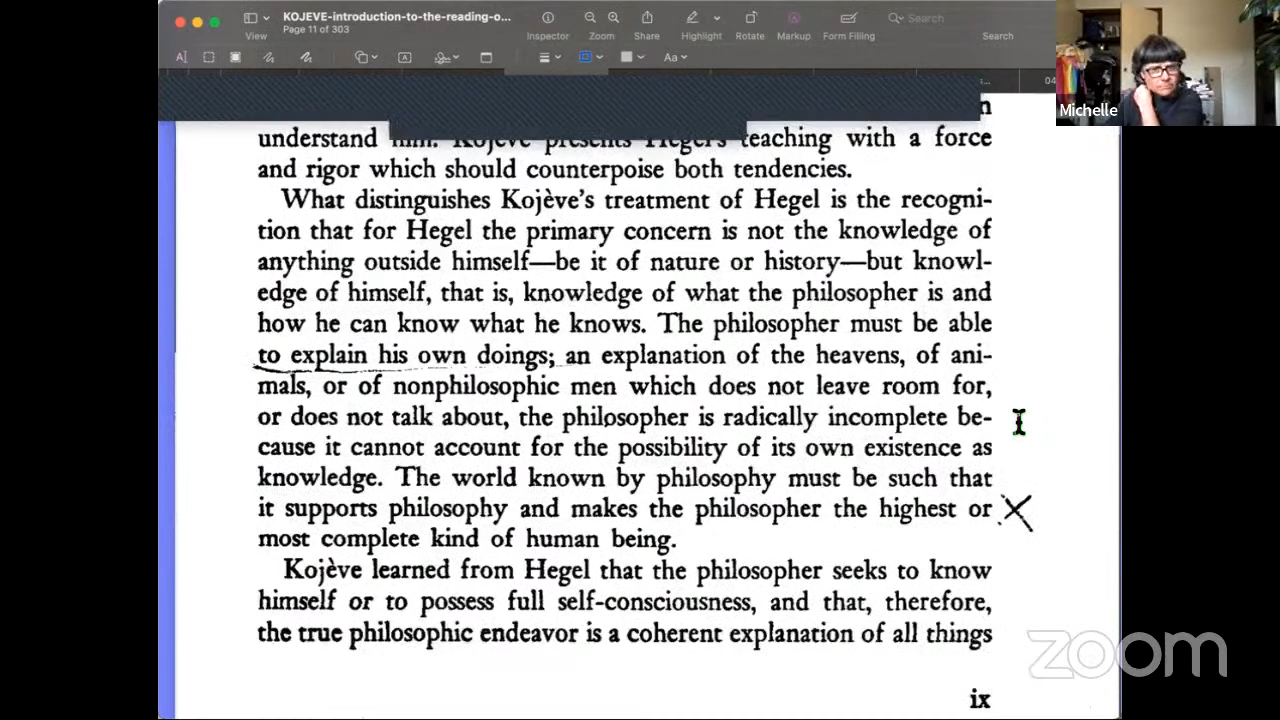 KOJEVE-introduction-to-the-reading-o...
Page 11 of 303
View
Inspector
Zoom
Share
Highlight
Rotate
Markup
Form Filling
Search
Search
Aa
04
Michelle
understand him. Kojève presents Hegel's teaching with a force
and rigor which should counterpoise both tendencies.
What distinguishes Kojève's treatment of Hegel is the recogni-
tion that for Hegel the primary concern is not the knowledge of
anything outside himself—be it of nature or history—but knowl-
edge of himself, that is, knowledge of what the philosopher is and
how he can know what he knows. The philosopher must be able
to explain his own doings; an explanation of the heavens, of ani-
mals, or of nonphilosophic men which does not leave room for,
or does not talk about, the philosopher is radically incomplete be-
cause it cannot account for the possibility of its own existence as
knowledge. The world known by philosophy must be such that
it supports philosophy and makes the philosopher the highest or
most complete kind of human being.
Kojève learned from Hegel that the philosopher seeks to know
himself or to possess full self-consciousness, and that, therefore,
the true philosophic endeavor is a coherent explanation of all things
ix
zoom